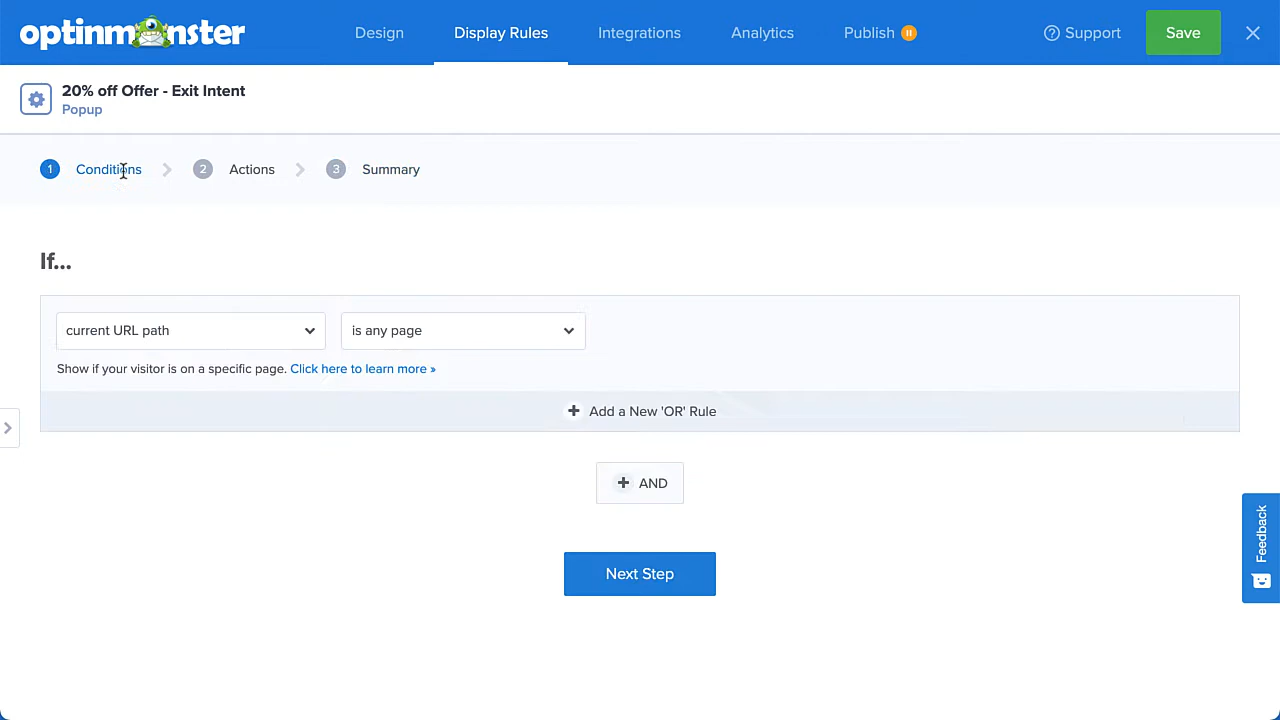 optinmonster
Design
Display Rules
Integrations
Analytics
Publish
Support
Save
20% off Offer - Exit Intent
Popup
1 Conditions
2 Actions
3 Summary
If...
current URL path
is any page
Show if your visitor is on a specific page. Click here to learn more »
+ Add a New 'OR' Rule
+ AND
Next Step
Feedback